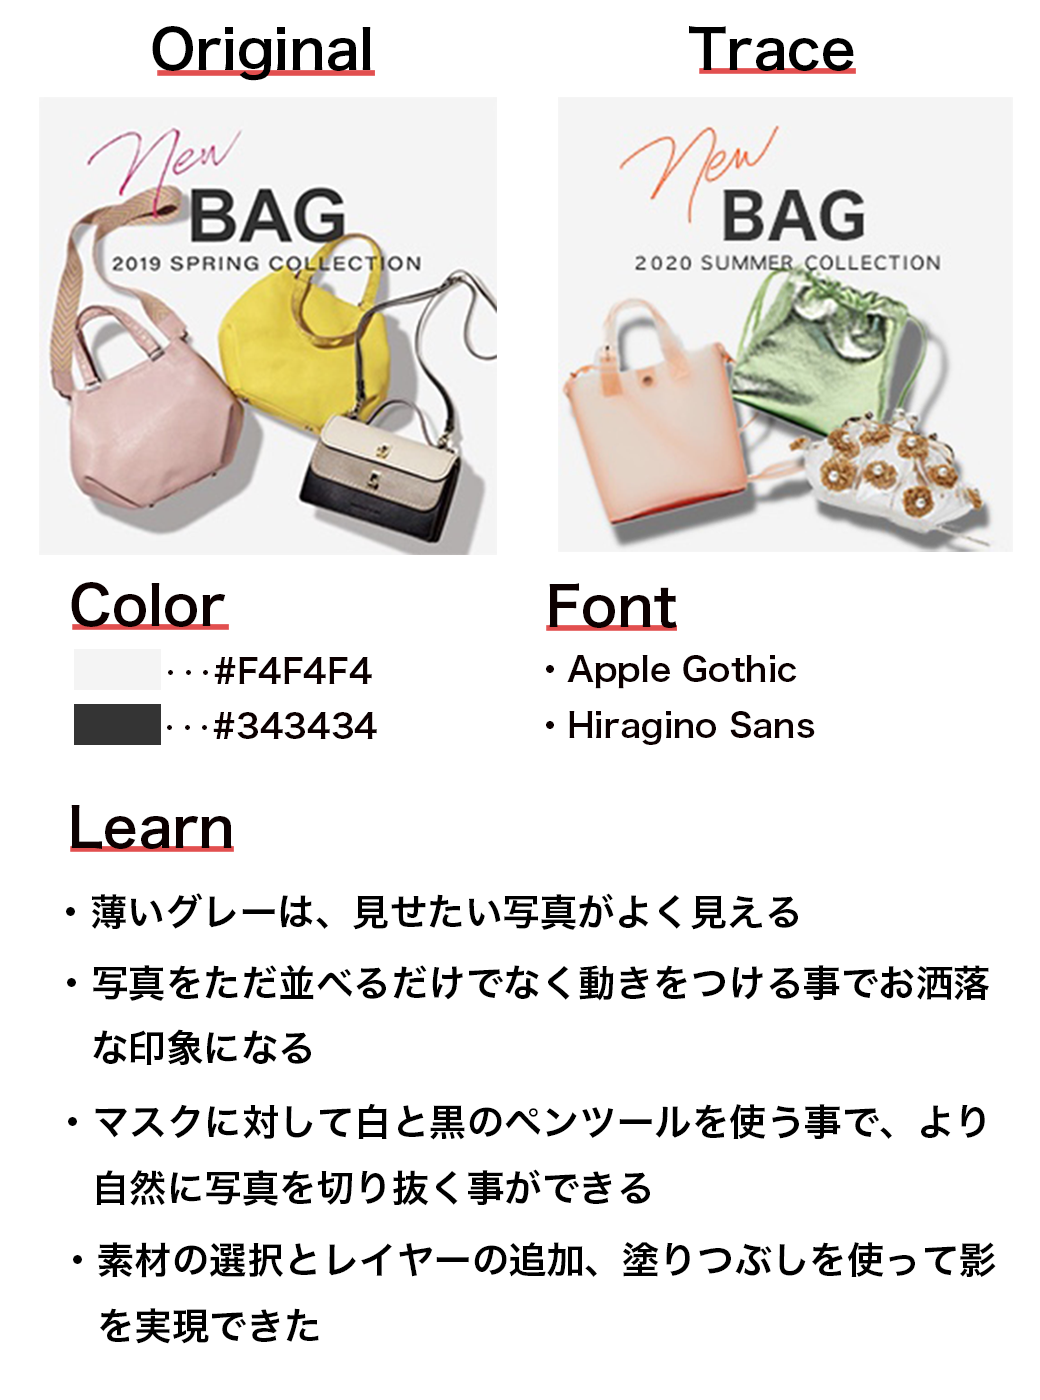 Original
Trace
New
BAG
2019 SPRING COLLECTION
New
BAG
2020 SUMMER COLLECTION
Color
･･･#F4F4F4
･･･#343434
Font
・Apple Gothic
・Hiragino Sans
Learn
・薄いグレーは、見せたい写真がよく見える
・写真をただ並べるだけでなく動きをつける事でお洒落
な印象になる
・マスクに対して白と黒のペンツールを使う事で、より
自然に写真を切り抜く事ができる
・素材の選択とレイヤーの追加、塗りつぶしを使って影
を実現できた